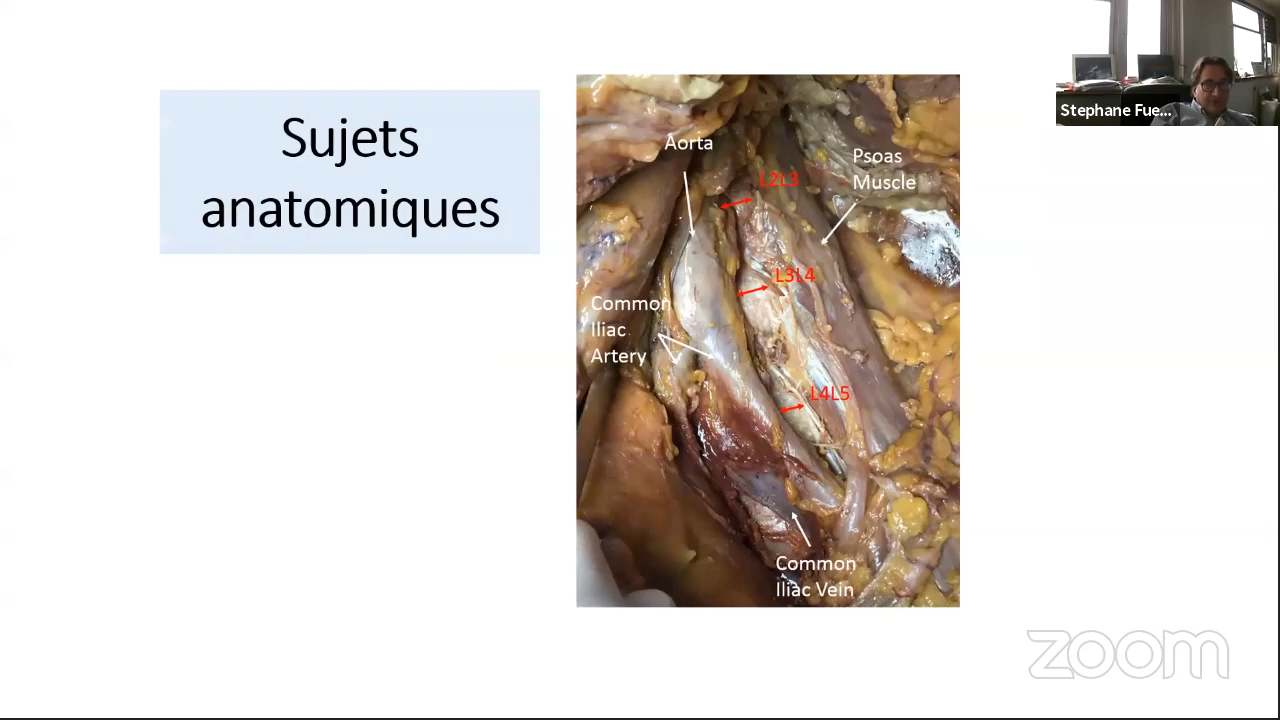 Sujets
anatomiques
Aorta
L2L3
Psoas
Muscle
L3L4
Common
Iliac
Artery
L4L5
Common
Iliac Vein
Stephane Fue...
zoom